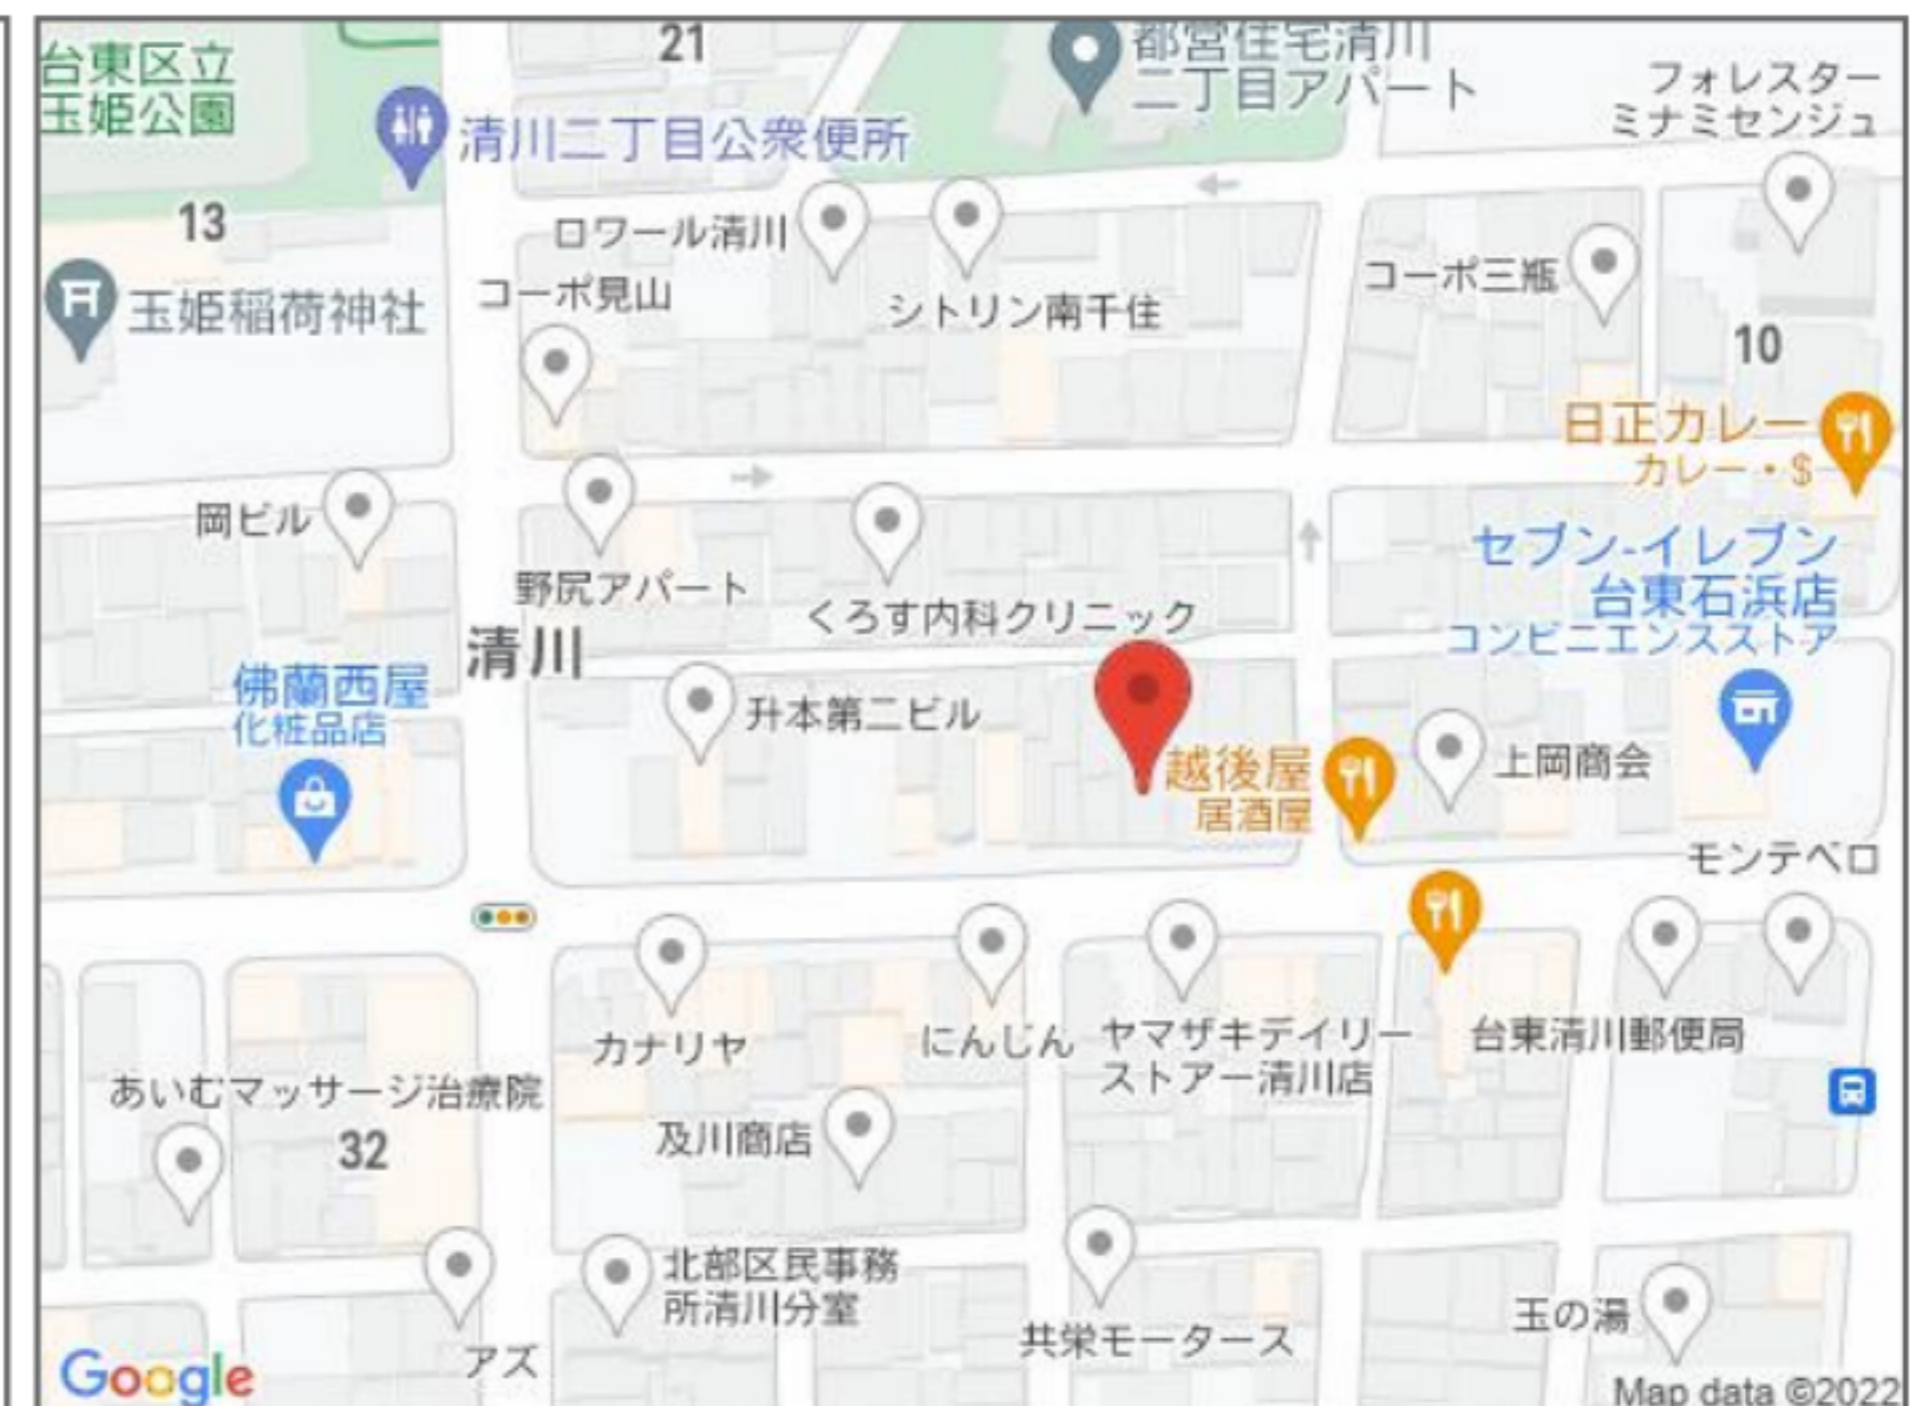 台東区立
玉姫公園
21
都営住宅清川
二丁目アパート
フォレスター
ミナミセンジュ
清川二丁目公衆便所
13
ロワール清川
コーポ見山
シトリン南千住
コーポ三瓶
玉姫稲荷神社
10
日正カレー
カレー・$
岡ビル
野尻アパート
くろす内科クリニック
セブン-イレブン
台東石浜店
コンビニエンスストア
清川
佛蘭西屋
化粧品店
升本第二ビル
越後屋
居酒屋
上岡商会
モンテベロ
カナリヤ
にんじん
ヤマザキデイリー
ストアー清川店
台東清川郵便局
あいむマッサージ治療院
32
及川商店
北部区民事務
所清川分室
アズ
共栄モータース
玉の湯
Google
Map data ©2022